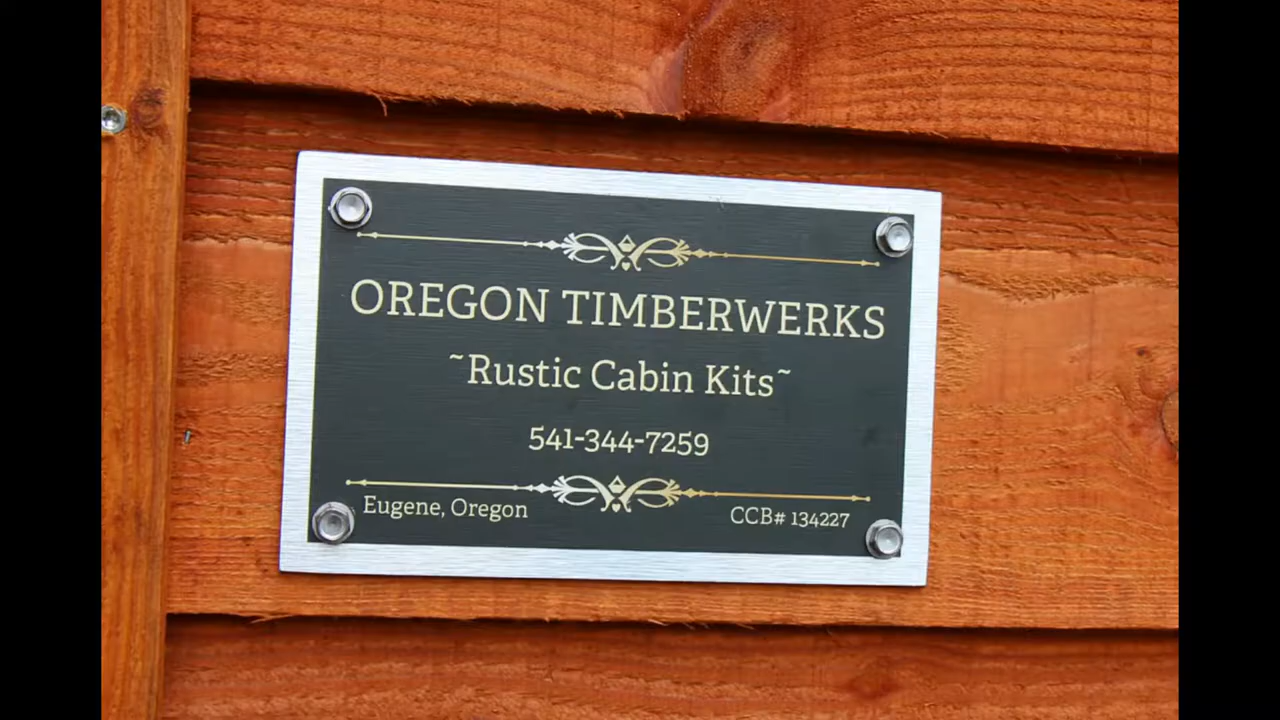 OREGON TIMBERWERKS
~Rustic Cabin Kits~
541-344-7259
Eugene, Oregon
CCB# 134227